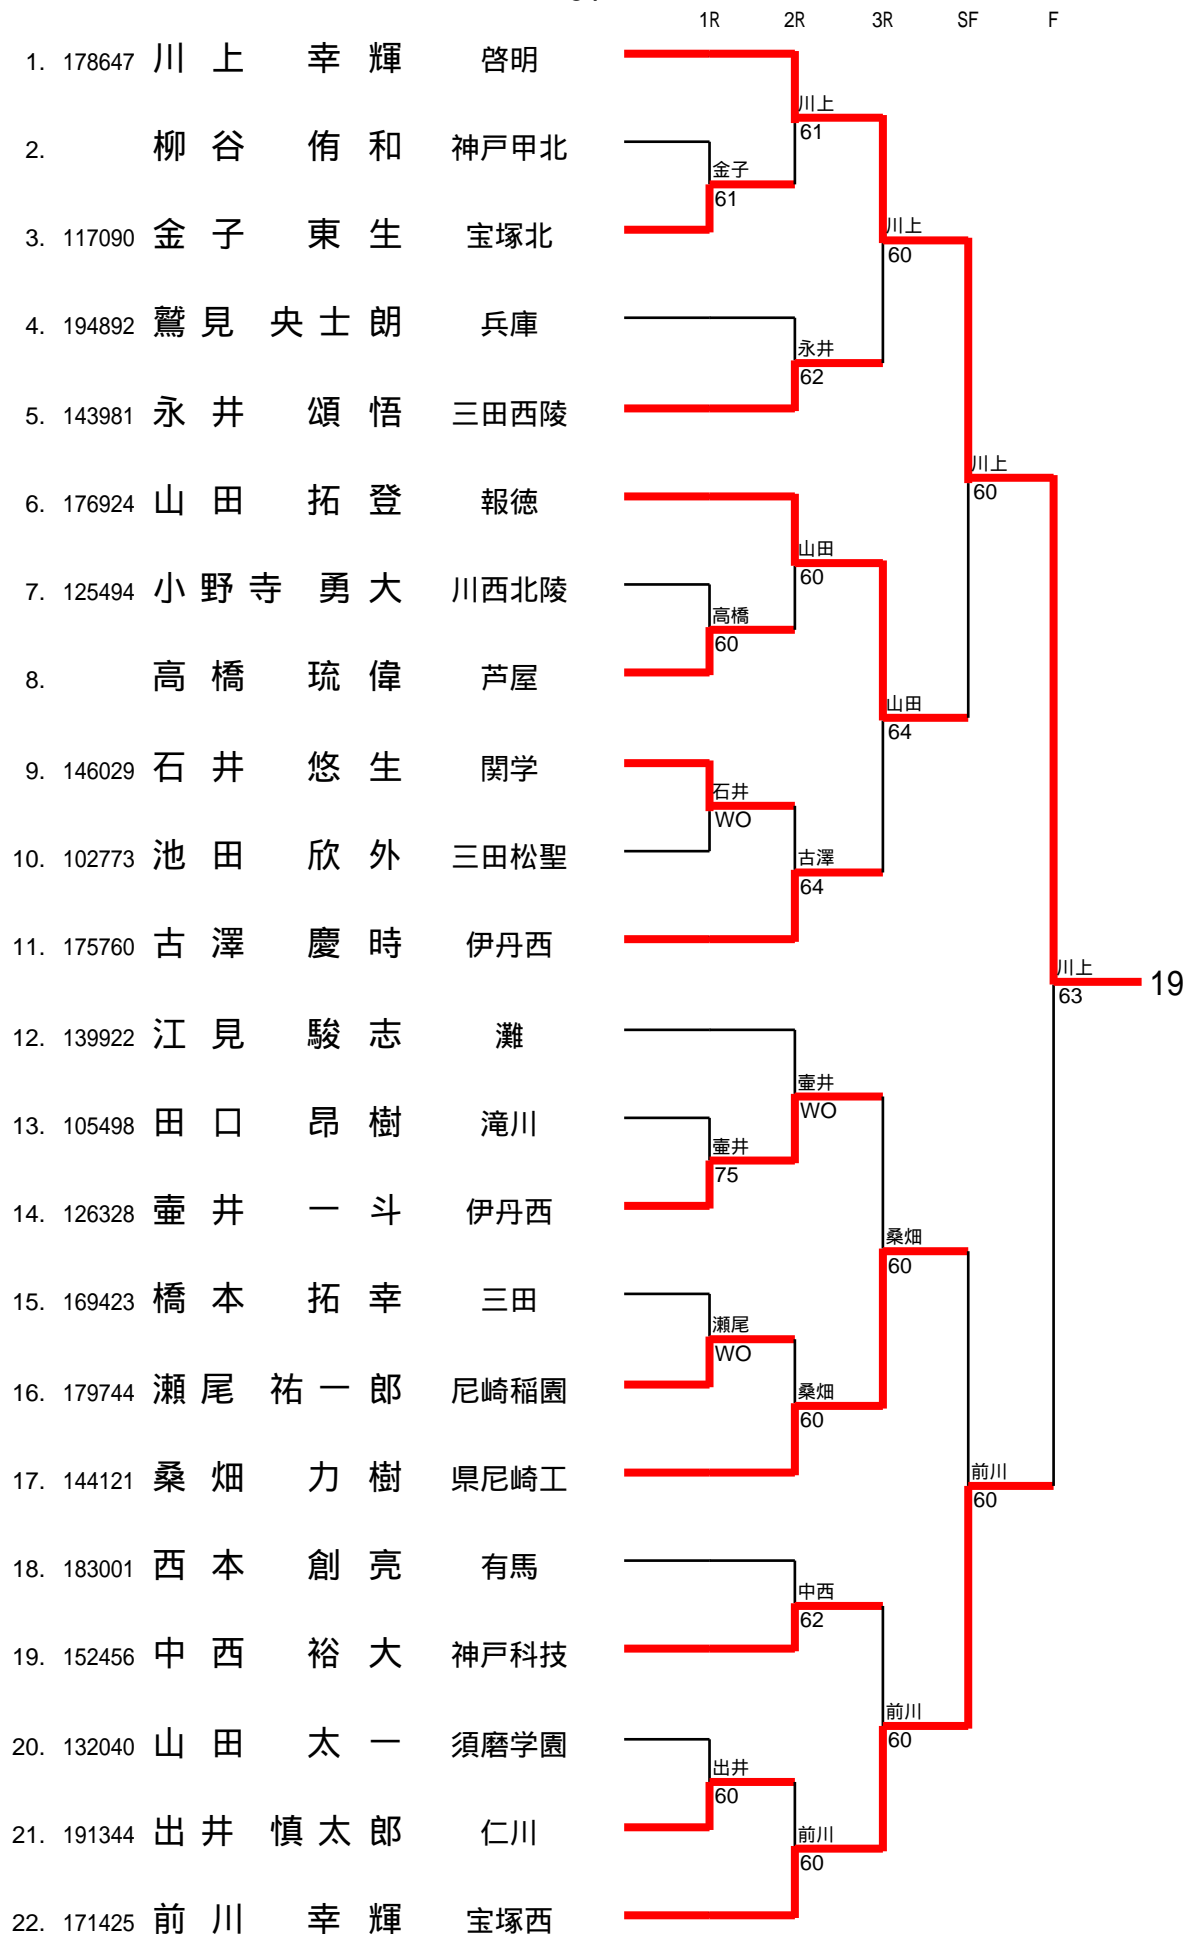 1R 2R 3R SF F
1. 178647 川上 幸輝 啓明
川上
61
2. 柳谷 侑和 神戸甲北
金子
61
3. 117090 金子 東生 宝塚北
川上
60
4. 194892 鷲見 央士朗 兵庫
永井
62
5. 143981 永井 頌悟 三田西陵
川上
60
6. 176924 山田 拓登 報徳
山田
60
7. 125494 小野寺 勇大 川西北陵
高橋
60
8. 高橋 琉偉 芦屋
山田
64
9. 146029 石井 悠生 関学
石井
WO
10. 102773 池田 欣外 三田松聖
古澤
64
11. 175760 古澤 慶時 伊丹西
川上
63
19
12. 139922 江見 駿志 灘
壷井
WO
13. 105498 田口 昂樹 滝川
壷井
75
14. 126328 壷井 一斗 伊丹西
桑畑
60
15. 169423 橋本 拓幸 三田
瀬尾
WO
16. 179744 瀬尾 祐一郎 尼崎稲園
桑畑
60
17. 144121 桑畑 力樹 県尼崎工
前川
60
18. 183001 西本 創亮 有馬
中西
62
19. 152456 中西 裕大 神戸科技
前川
60
20. 132040 山田 太一 須磨学園
出井
60
21. 191344 出井 慎太郎 仁川
前川
60
22. 171425 前川 幸輝 宝塚西